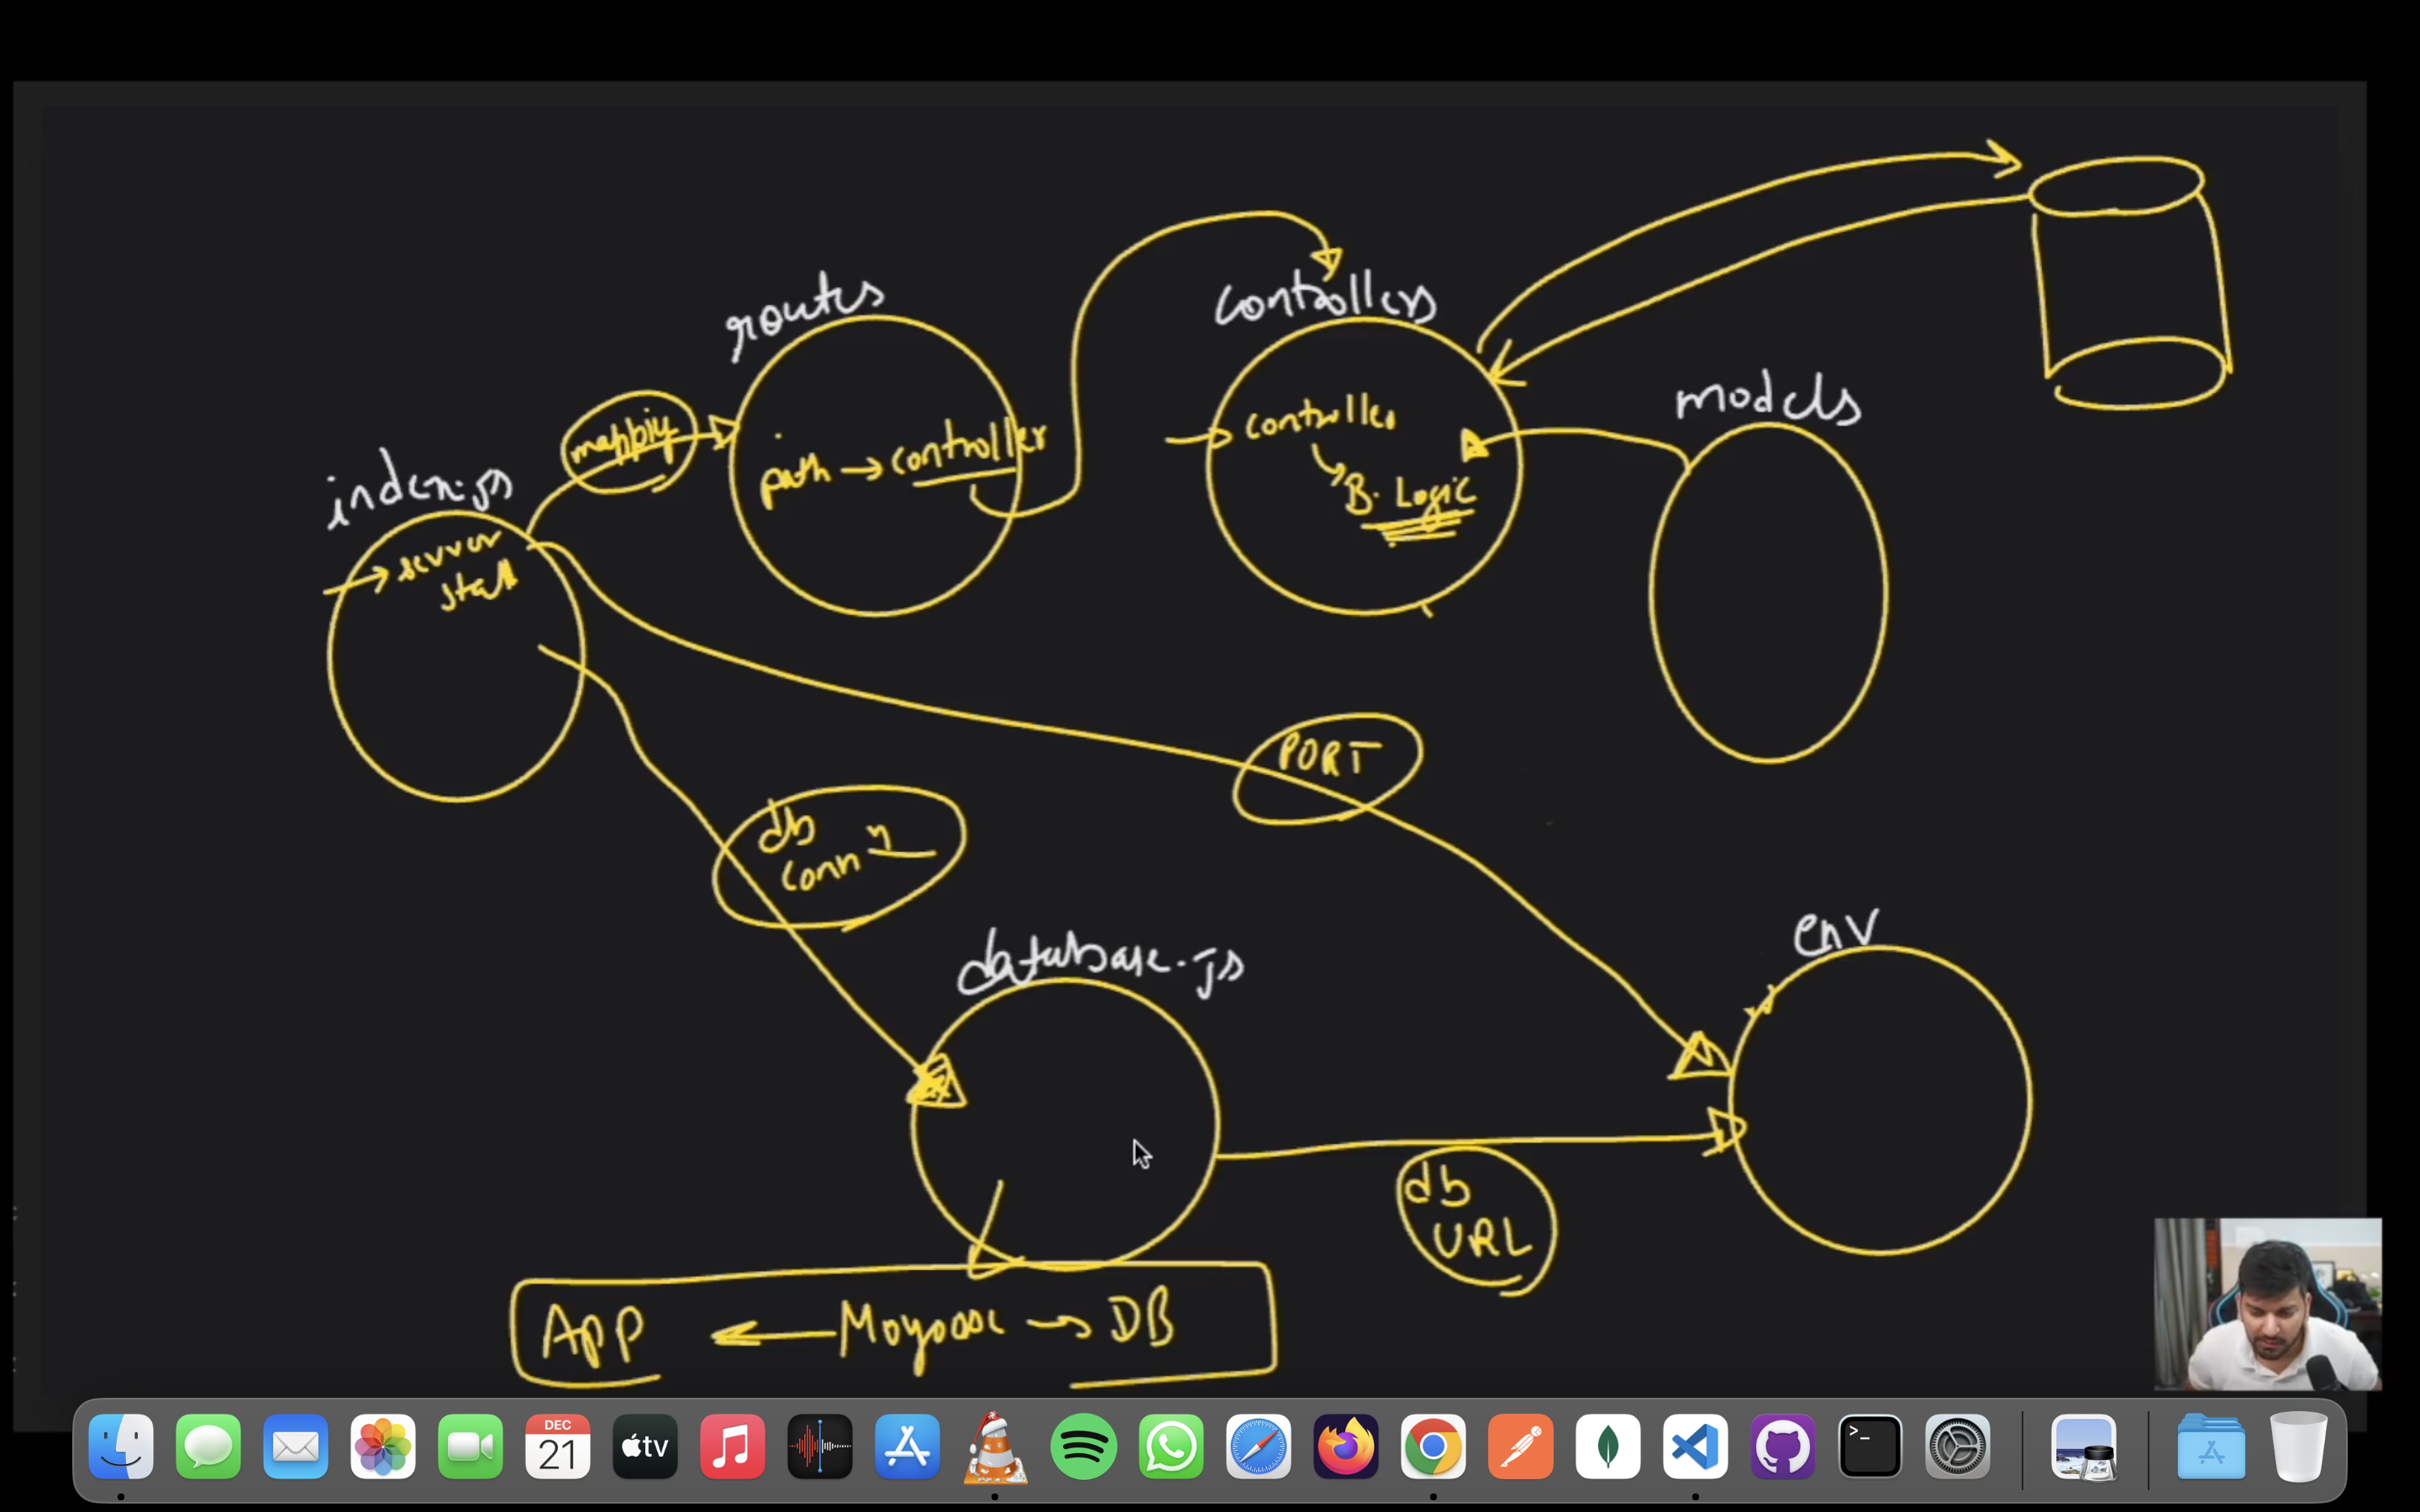 routes
controllers
models
mapping
controller
path → controller
B. Logic
index.js
→ server
start
PORT
db
conn
database.js
env
db
URL
App ← Mongoose → DB
DEC
21
tv
>_